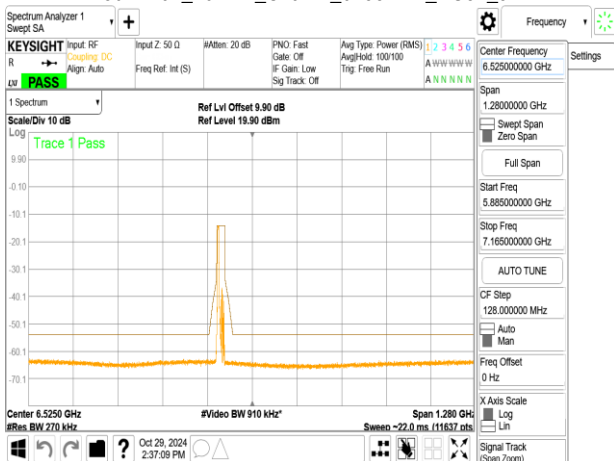 Spectrum Analyzer 1
Swept SA
Frequency
KEYSIGHT
R
LXI
PASS
Input: RF
Coupling: DC
Align: Auto
Input Z: 50 Ω
Freq Ref: Int (S)
#Atten: 20 dB
PNO: Fast
Gate: Off
IF Gain: Low
Sig Track: Off
Avg Type: Power (RMS)
Avg|Hold: 100/100
Trig: Free Run
1 2 3 4 5 6
A W W W W W
A N N N N N
1 Spectrum
Scale/Div 10 dB
Ref Lvl Offset 9.90 dB
Ref Level 19.90 dBm
Log
Trace 1 Pass
9.90
-0.10
-10.1
-20.1
-30.1
-40.1
-50.1
-60.1
-70.1
Center 6.5250 GHz
#Res BW 270 kHz
#Video BW 910 kHz*
Span 1.280 GHz
Sweep ~22.0 ms (11637 pts
?
Oct 29, 2024
2:37:09 PM
Center Frequency
6.525000000 GHz
Span
1.28000000 GHz
Swept Span
Zero Span
Full Span
Start Freq
5.885000000 GHz
Stop Freq
7.165000000 GHz
AUTO TUNE
CF Step
128.000000 MHz
Auto
Man
Freq Offset
0 Hz
X Axis Scale
Log
Lin
Signal Track
(Span Zoom)
Settings